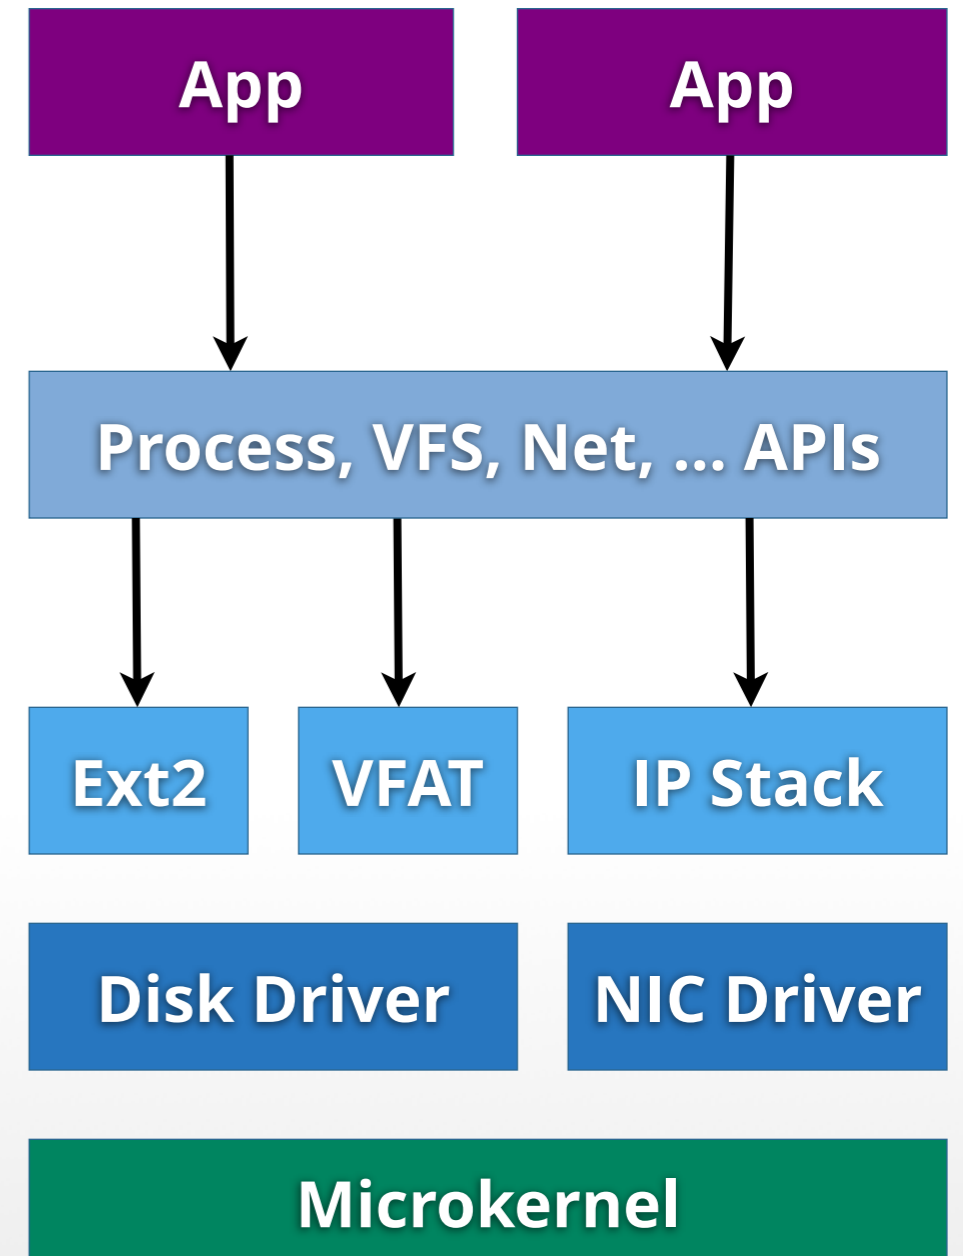 App
App
Process, VFS, Net, ... APIs
Ext2
VFAT
IP Stack
Disk Driver
NIC Driver
Microkernel